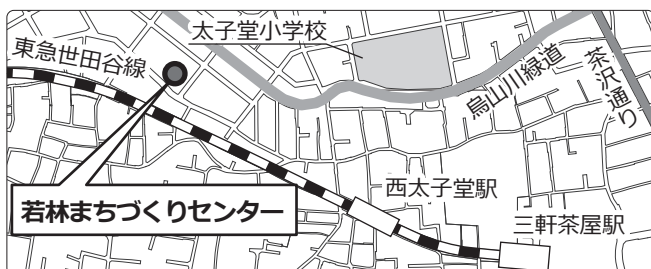 太子堂小学校
東急世田谷線
茶沢通り
烏山川緑道
西太子堂駅
若林まちづくりセンター
三軒茶屋駅